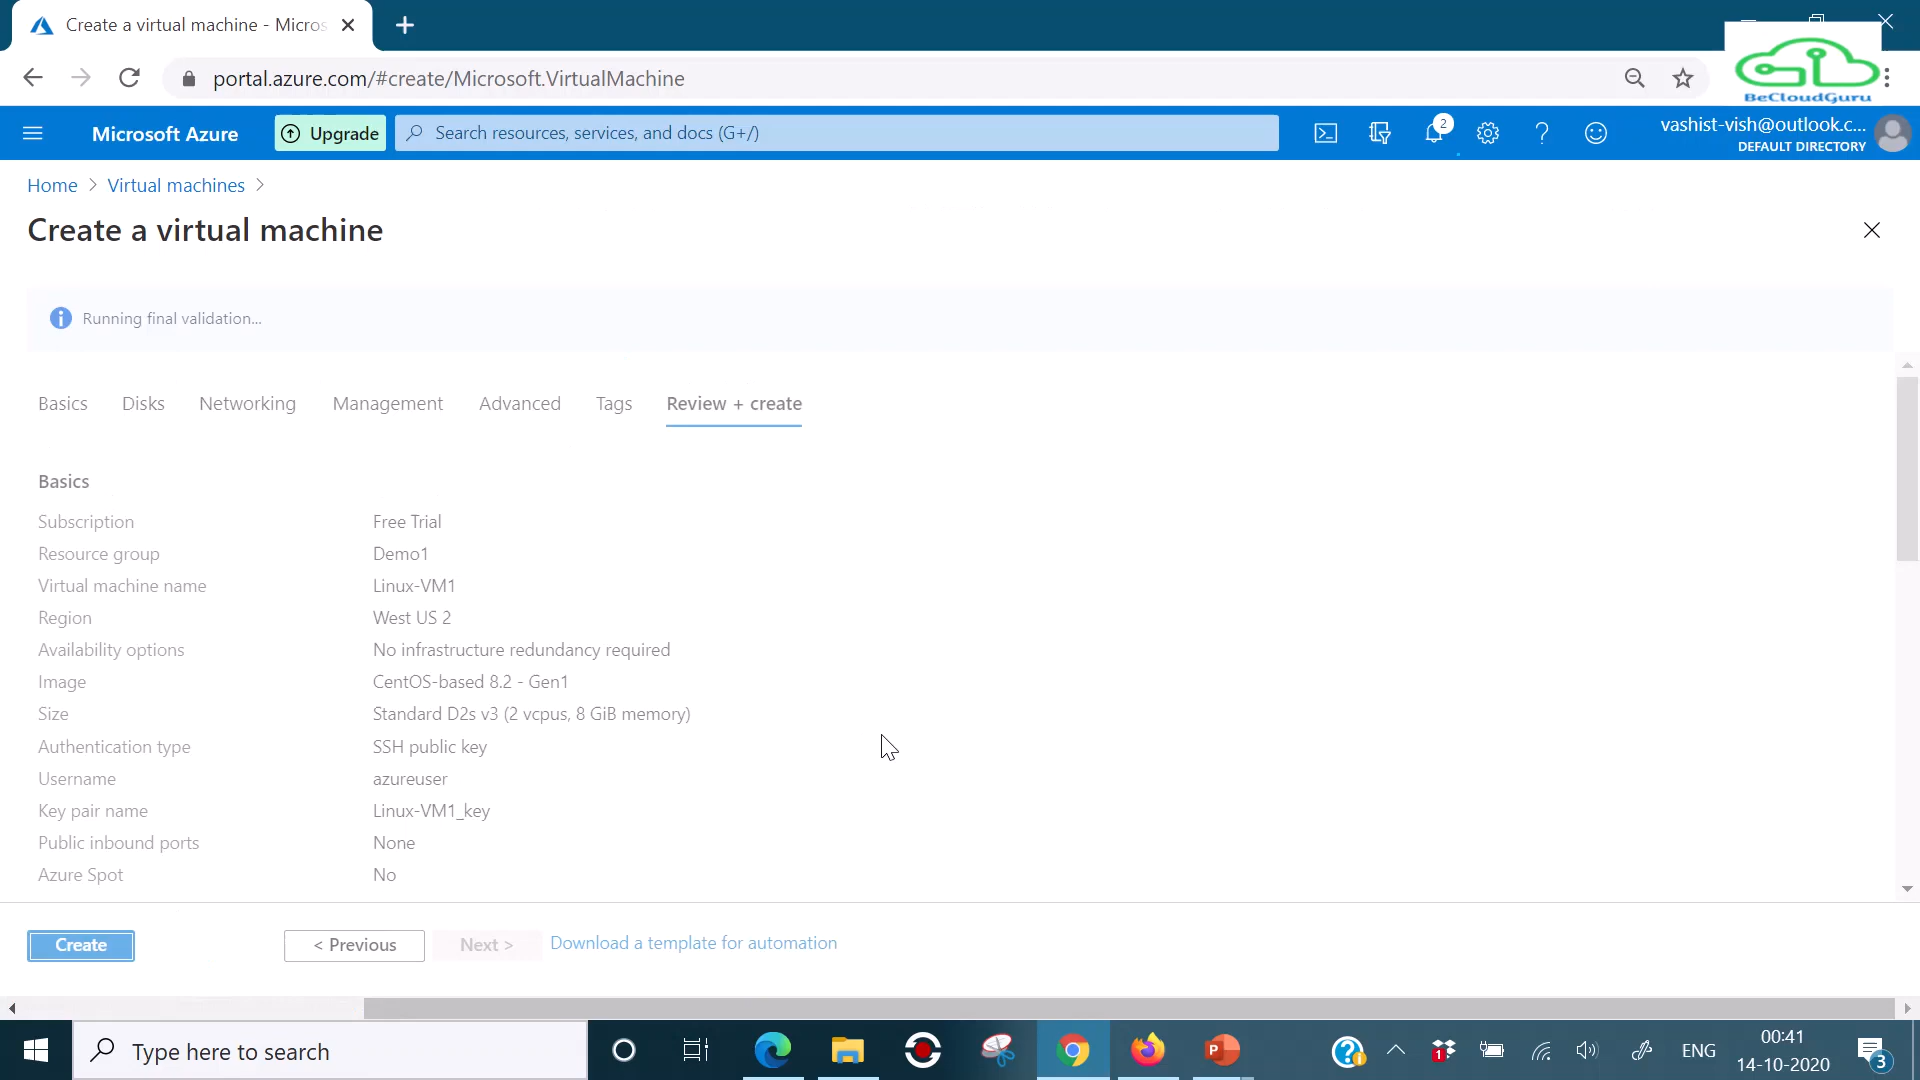 Create a virtual machine - Micros
portal.azure.com/#create/Microsoft.VirtualMachine
BeCloudGuru
Microsoft Azure
Upgrade
Search resources, services, and docs (G+/)
2
vashist-vish@outlook.c...
DEFAULT DIRECTORY
Home > Virtual machines >
Create a virtual machine
Running final validation...
Basics Disks Networking Management Advanced Tags Review + create
Basics
Subscription Free Trial
Resource group Demo1
Virtual machine name Linux-VM1
Region West US 2
Availability options No infrastructure redundancy required
Image CentOS-based 8.2 - Gen1
Size Standard D2s v3 (2 vcpus, 8 GiB memory)
Authentication type SSH public key
Username azureuser
Key pair name Linux-VM1_key
Public inbound ports None
Azure Spot No
Create < Previous Next > Download a template for automation
Type here to search
1
ENG
00:41
14-10-2020
3